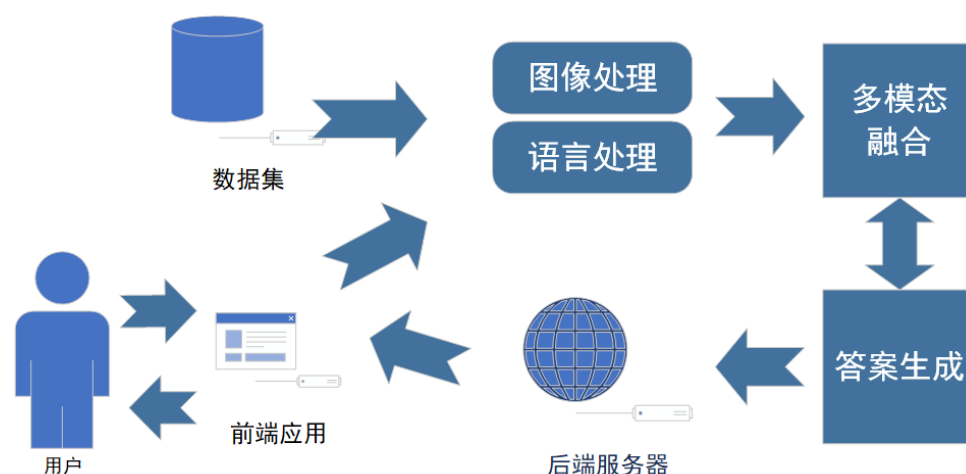 图像处理
语言处理
多模态
融合
数据集
答案生成
前端应用
用户
后端服务器